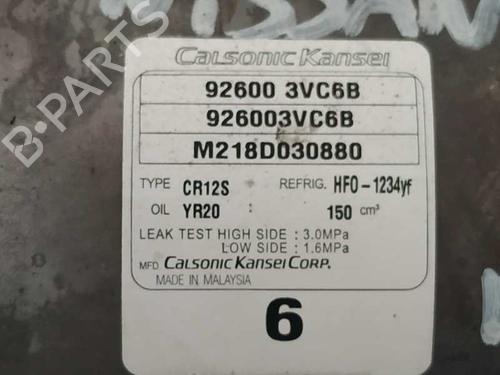 NISSAN
Calsonic Kansei
92600 3VC6B
926003VC6B
M218D030880
TYPE CR12S REFRIG. HFO-1234yf
OIL YR20 : 150 cm³
LEAK TEST HIGH SIDE : 3.0MPa
LOW SIDE : 1.6MPa
MFD CALSONIC KANSEI CORP.
MADE IN MALAYSIA
6
B-PARTS